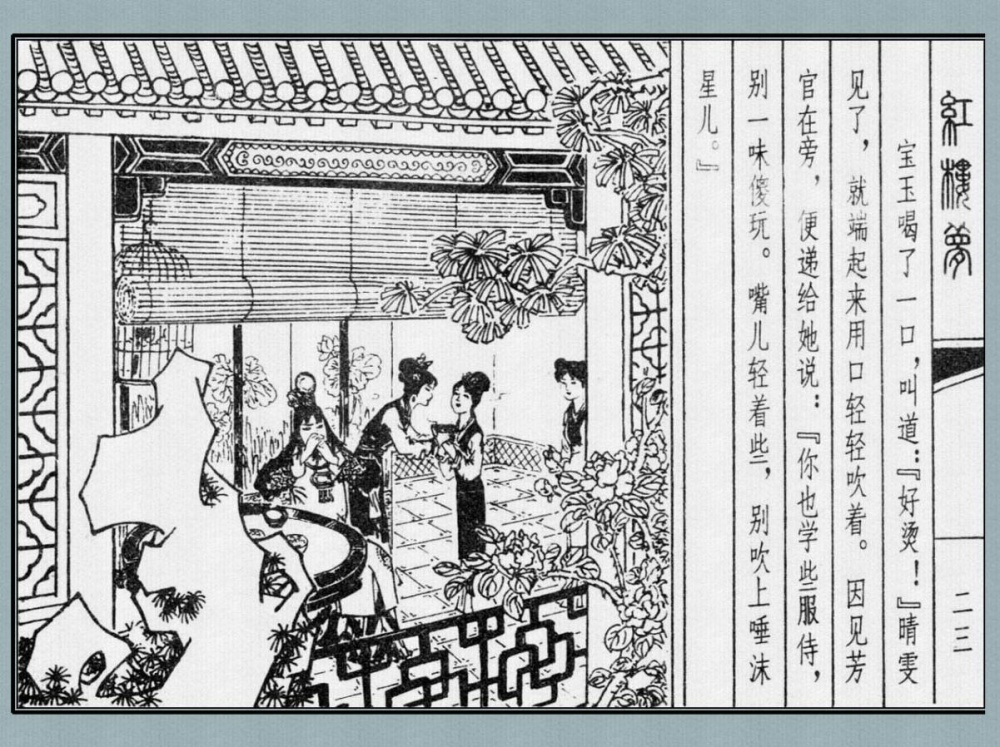 红楼梦
二三
宝玉喝了一口，叫道：『好烫！』晴雯
见了，就端起来用口轻轻吹着。因见芳
官在旁，便递给她说：『你也学些服侍，
别一味傻玩。嘴儿轻着些，别吹上唾沫
星儿。』